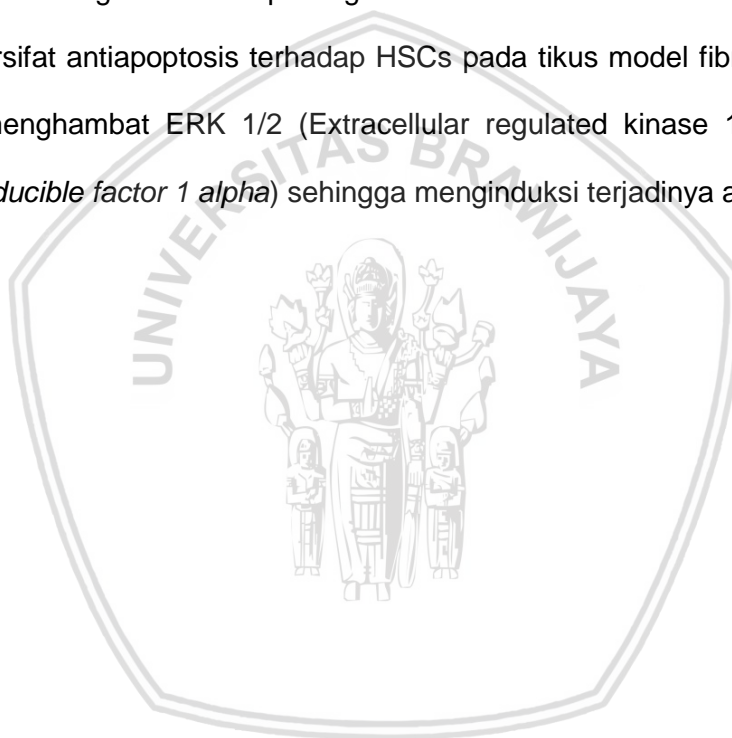 rsifat antiapoptosis terhadap HSCs pada tikus model fib
menghambat ERK 1/2 (Extracellular regulated kinase 1
ducible factor 1 alpha) sehingga menginduksi terjadinya a
UNIVERSITAS BRAWIJAYA